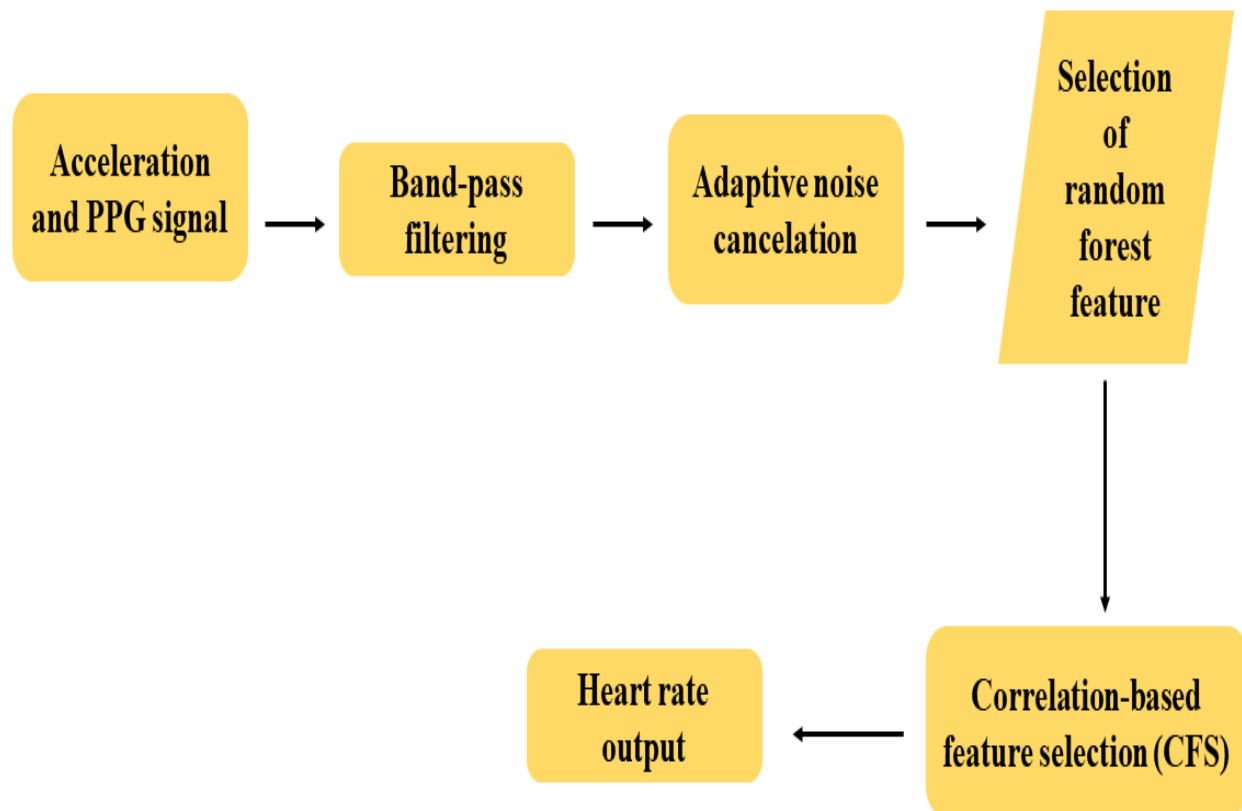 Acceleration
and PPG signal
Band-pass
filtering
Adaptive noise
cancelation
Selection
of
random
forest
feature
Correlation-based
feature selection (CFS)
Heart rate
output